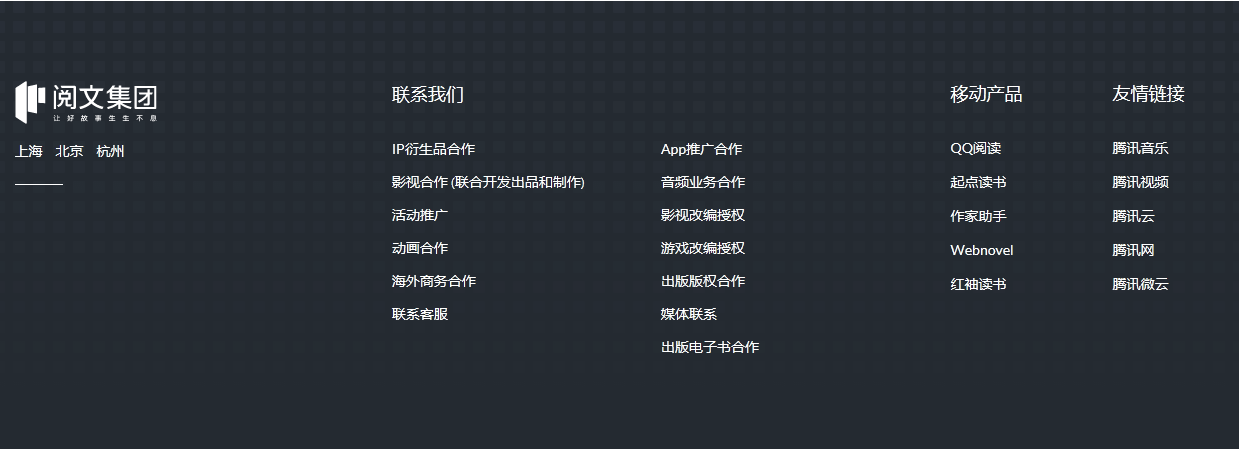 阅文集团
让好故事生生不息
上海 北京 杭州
联系我们
IP衍生品合作
影视合作 (联合开发出品和制作)
活动推广
动画合作
海外商务合作
联系客服
App推广合作
音频业务合作
影视改编授权
游戏改编授权
出版版权合作
媒体联系
出版电子书合作
移动产品
QQ阅读
起点读书
作家助手
Webnovel
红袖读书
友情链接
腾讯音乐
腾讯视频
腾讯云
腾讯网
腾讯微云